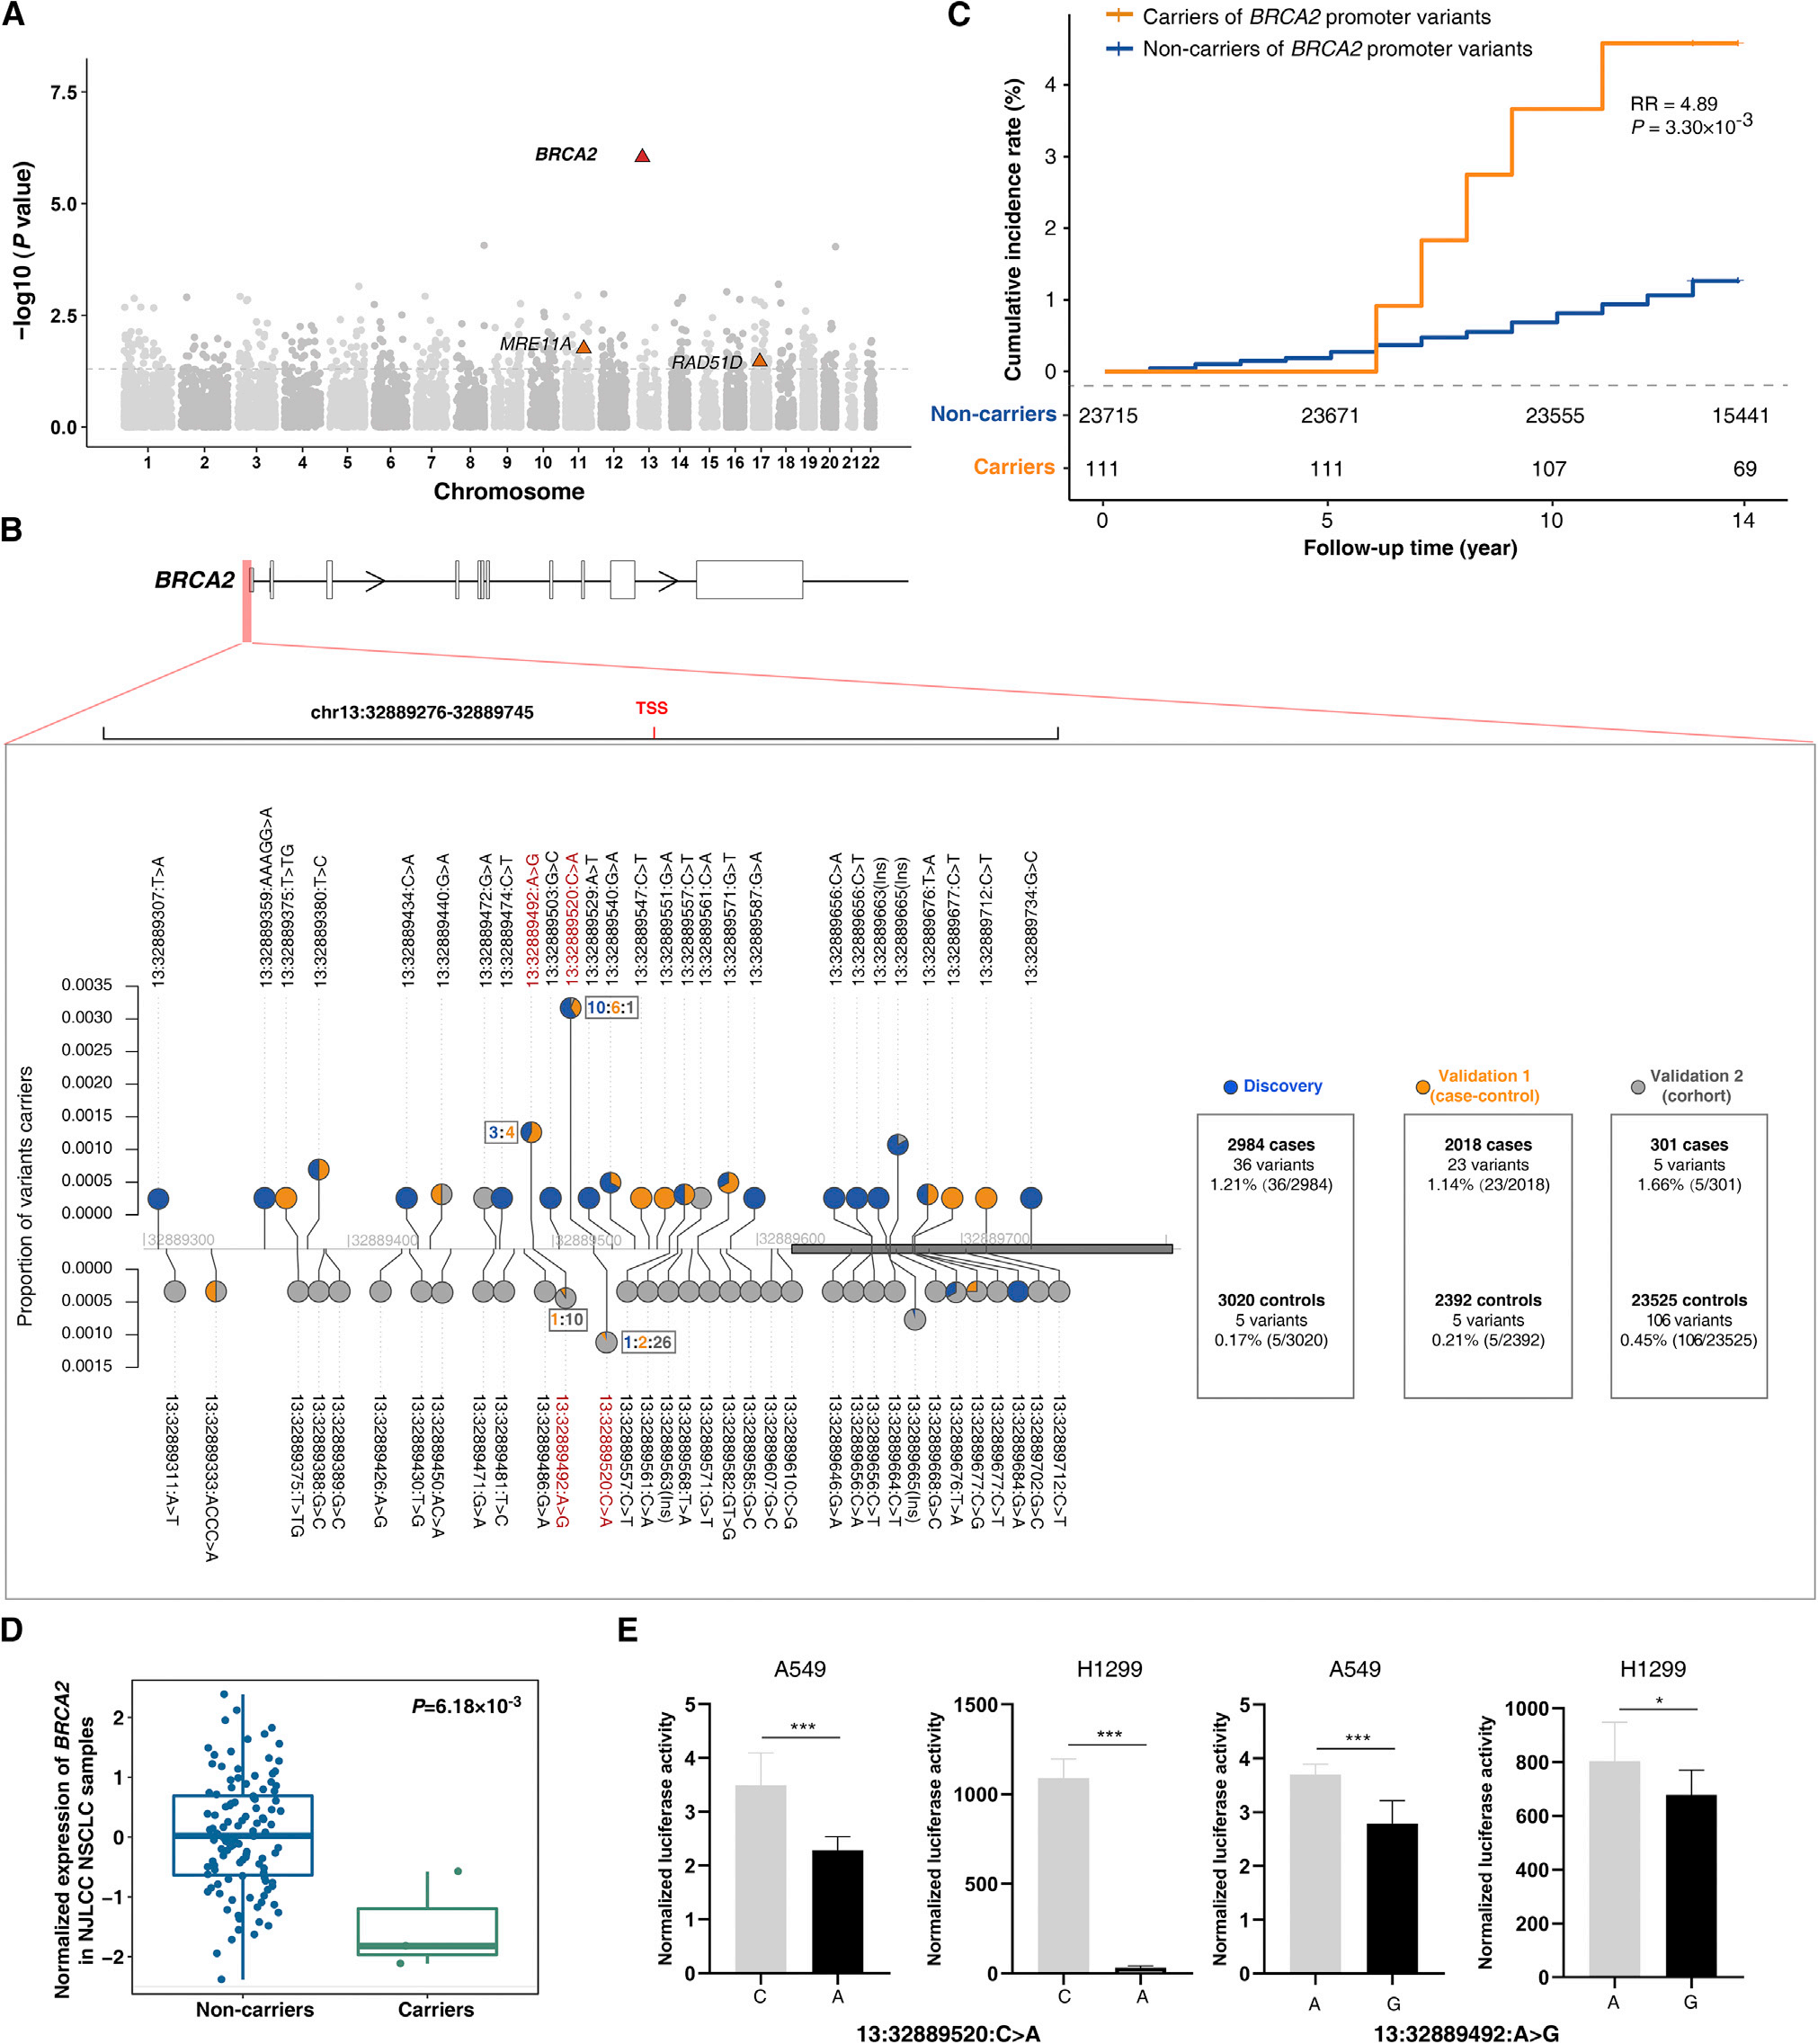 A
−log10 (P value)
7.5
5.0
2.5
0.0
BRCA2
MRE11A
RAD51D
1 2 3 4 5 6 7 8 9 10 11 12 13 14 15 16 17 18 19 20 21 22
Chromosome
C
Carriers of BRCA2 promoter variants
Non-carriers of BRCA2 promoter variants
Cumulative incidence rate (%)
4
3
2
1
0
RR = 4.89
P = 3.30×10-3
Non-carriers 23715 23671 23555 15441
Carriers 111 111 107 69
0 5 10 14
Follow-up time (year)
B
BRCA2
chr13:32889276-32889745
TSS
13:32889307:T>A
13:32889359:AAAGG>A
13:32889375:T>TG
13:32889380:T>C
13:32889434:C>A
13:32889440:G>A
13:32889472:G>A
13:32889474:C>T
13:32889492:A>G
13:32889503:G>C
13:32889520:C>A
13:32889529:A>T
13:32889540:G>A
13:32889547:C>T
13:32889551:G>A
13:32889557:C>T
13:32889561:C>A
13:32889571:G>T
13:32889587:G>A
13:32889656:C>A
13:32889656:C>T
13:32889663(Ins)
13:32889665(Ins)
13:32889676:T>A
13:32889677:C>T
13:32889712:C>T
13:32889734:G>C
Proportion of variants carriers
0.0035
0.0030
0.0025
0.0020
0.0015
0.0010
0.0005
0.0000
0.0000
0.0005
0.0010
0.0015
10:6:1
3:4
1:10
1:2:26
|32889300 |32889400 |32889500 |32889600 |32889700 |
13:32889311:A>T
13:32889333:ACCC>A
13:32889375:T>TG
13:32889388:G>C
13:32889389:G>C
13:32889426:A>G
13:32889430:T>G
13:32889450:AC>A
13:32889471:G>A
13:32889481:T>C
13:32889486:G>A
13:32889492:A>G
13:32889520:C>A
13:32889557:C>T
13:32889561:C>A
13:32889563(Ins)
13:32889568:T>A
13:32889571:G>T
13:32889582:GT>G
13:32889585:G>C
13:32889607:G>C
13:32889610:C>G
13:32889646:G>A
13:32889656:C>A
13:32889656:C>T
13:32889664:C>T
13:32889665(Ins)
13:32889668:G>C
13:32889676:T>A
13:32889677:C>G
13:32889677:C>T
13:32889684:G>A
13:32889702:G>C
13:32889712:C>T
Discovery
2984 cases
36 variants
1.21% (36/2984)
3020 controls
5 variants
0.17% (5/3020)
Validation 1
(case-control)
2018 cases
23 variants
1.14% (23/2018)
2392 controls
5 variants
0.21% (5/2392)
Validation 2
(corhort)
301 cases
5 variants
1.66% (5/301)
23525 controls
106 variants
0.45% (106/23525)
D
Normalized expression of BRCA2
in NJLCC NSCLC samples
2
1
0
−1
−2
P=6.18×10-3
Non-carriers Carriers
E
A549
Normalized luciferase activity
5
4
3
2
1
0
***
C A
H1299
Normalized luciferase activity
1500
1000
500
0
***
C A
13:32889520:C>A
A549
Normalized luciferase activity
5
4
3
2
1
0
***
A G
H1299
Normalized luciferase activity
1000
800
600
400
200
0
*
A G
13:32889492:A>G